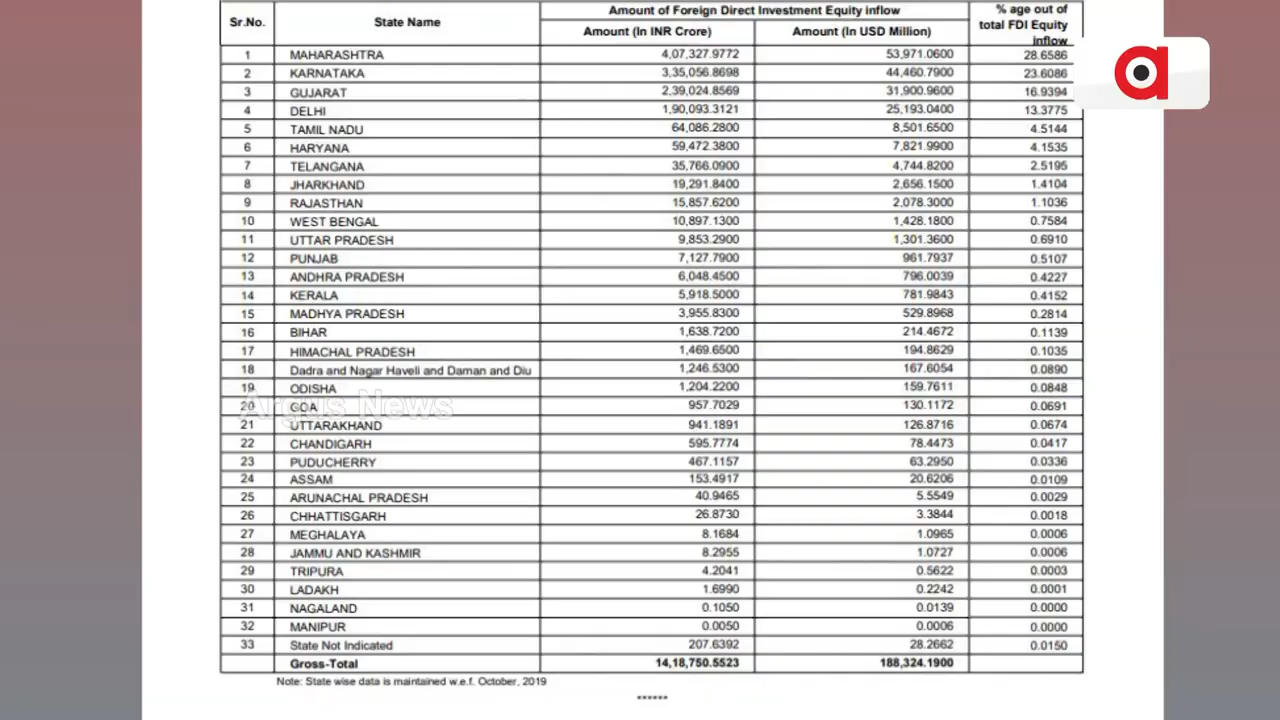 Sr.No. State Name Amount of Foreign Direct Investment Equity inflow % age out of total FDI Equity inflow
Amount (In INR Crore) Amount (In USD Million)
1 MAHARASHTRA 4,07,327.9772 53,971.0600 28.6586
2 KARNATAKA 3,35,056.8698 44,460.7900 23.6086
3 GUJARAT 2,39,024.8569 31,900.9600 16.9394
4 DELHI 1,90,093.3121 25,193.0400 13.3775
5 TAMIL NADU 64,086.2800 8,501.6500 4.5144
6 HARYANA 59,472.3800 7,821.9900 4.1535
7 TELANGANA 35,766.0900 4,744.8200 2.5195
8 JHARKHAND 19,291.8400 2,656.1500 1.4104
9 RAJASTHAN 15,857.6200 2,078.3000 1.1036
10 WEST BENGAL 10,897.1300 1,428.1800 0.7584
11 UTTAR PRADESH 9,853.2900 1,301.3600 0.6910
12 PUNJAB 7,127.7900 961.7937 0.5107
13 ANDHRA PRADESH 6,048.4500 796.0039 0.4227
14 KERALA 5,918.5000 781.9843 0.4152
15 MADHYA PRADESH 3,955.8300 529.8968 0.2814
16 BIHAR 1,638.7200 214.4672 0.1139
17 HIMACHAL PRADESH 1,469.6500 194.8629 0.1035
18 Dadra and Nagar Haveli and Daman and Diu 1,246.5300 167.6054 0.0890
19 ODISHA 1,204.2200 159.7611 0.0848
20 GOA 957.7029 130.1172 0.0691
Argus News
21 UTTARAKHAND 941.1891 126.8716 0.0674
22 CHANDIGARH 595.7774 78.4473 0.0417
23 PUDUCHERRY 467.1157 63.2950 0.0336
24 ASSAM 153.4917 20.6206 0.0109
25 ARUNACHAL PRADESH 40.9465 5.5549 0.0029
26 CHHATTISGARH 26.8730 3.3844 0.0018
27 MEGHALAYA 8.1684 1.0965 0.0006
28 JAMMU AND KASHMIR 8.2955 1.0727 0.0006
29 TRIPURA 4.2041 0.5622 0.0003
30 LADAKH 1.6990 0.2242 0.0001
31 NAGALAND 0.1050 0.0139 0.0000
32 MANIPUR 0.0050 0.0006 0.0000
33 State Not Indicated 207.6392 28.2662 0.0150
Gross-Total 14,18,750.5523 188,324.1900
Note: State wise data is maintained w.e.f. October, 2019
******
a